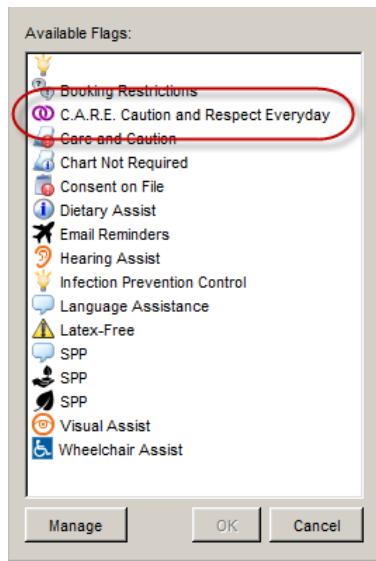 Available Flags:
Booking Restrictions
C.A.R.E. Caution and Respect Everyday
Care and Caution
Chart Not Required
Consent on File
Dietary Assist
Email Reminders
Hearing Assist
Infection Prevention Control
Language Assistance
Latex-Free
SPP
SPP
SPP
Visual Assist
Wheelchair Assist
Manage OK Cancel